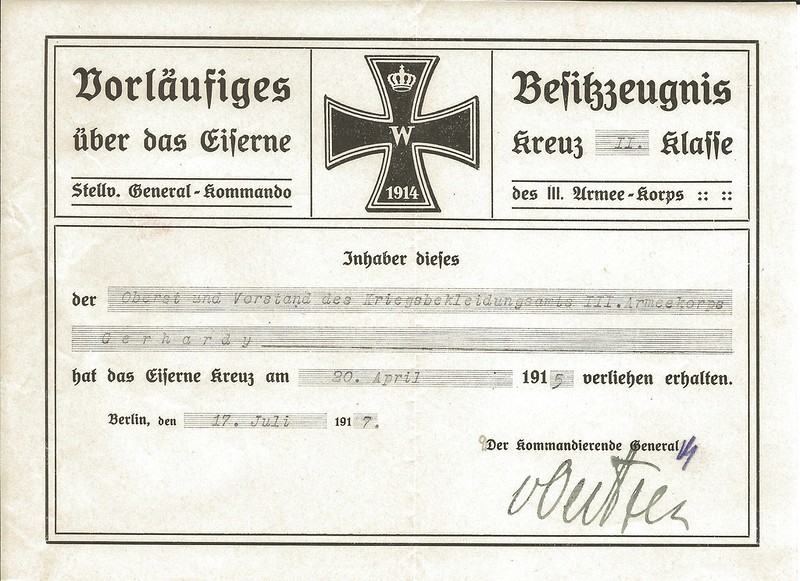 Vorläufiges Besitzzeugnis
über das Eiserne Kreuz II. Klasse
Stellv. General-Kommando des III. Armee-Korps :: ::
W
1914
Inhaber dieses
der Oberst und Vorstand des Kriegsbekleidungsamts III. Armeekorps
Gerhardy
hat das Eiserne Kreuz am 20. April 1915 verliehen erhalten.
Berlin, den 17. Juli 1917.
Der Kommandierende General